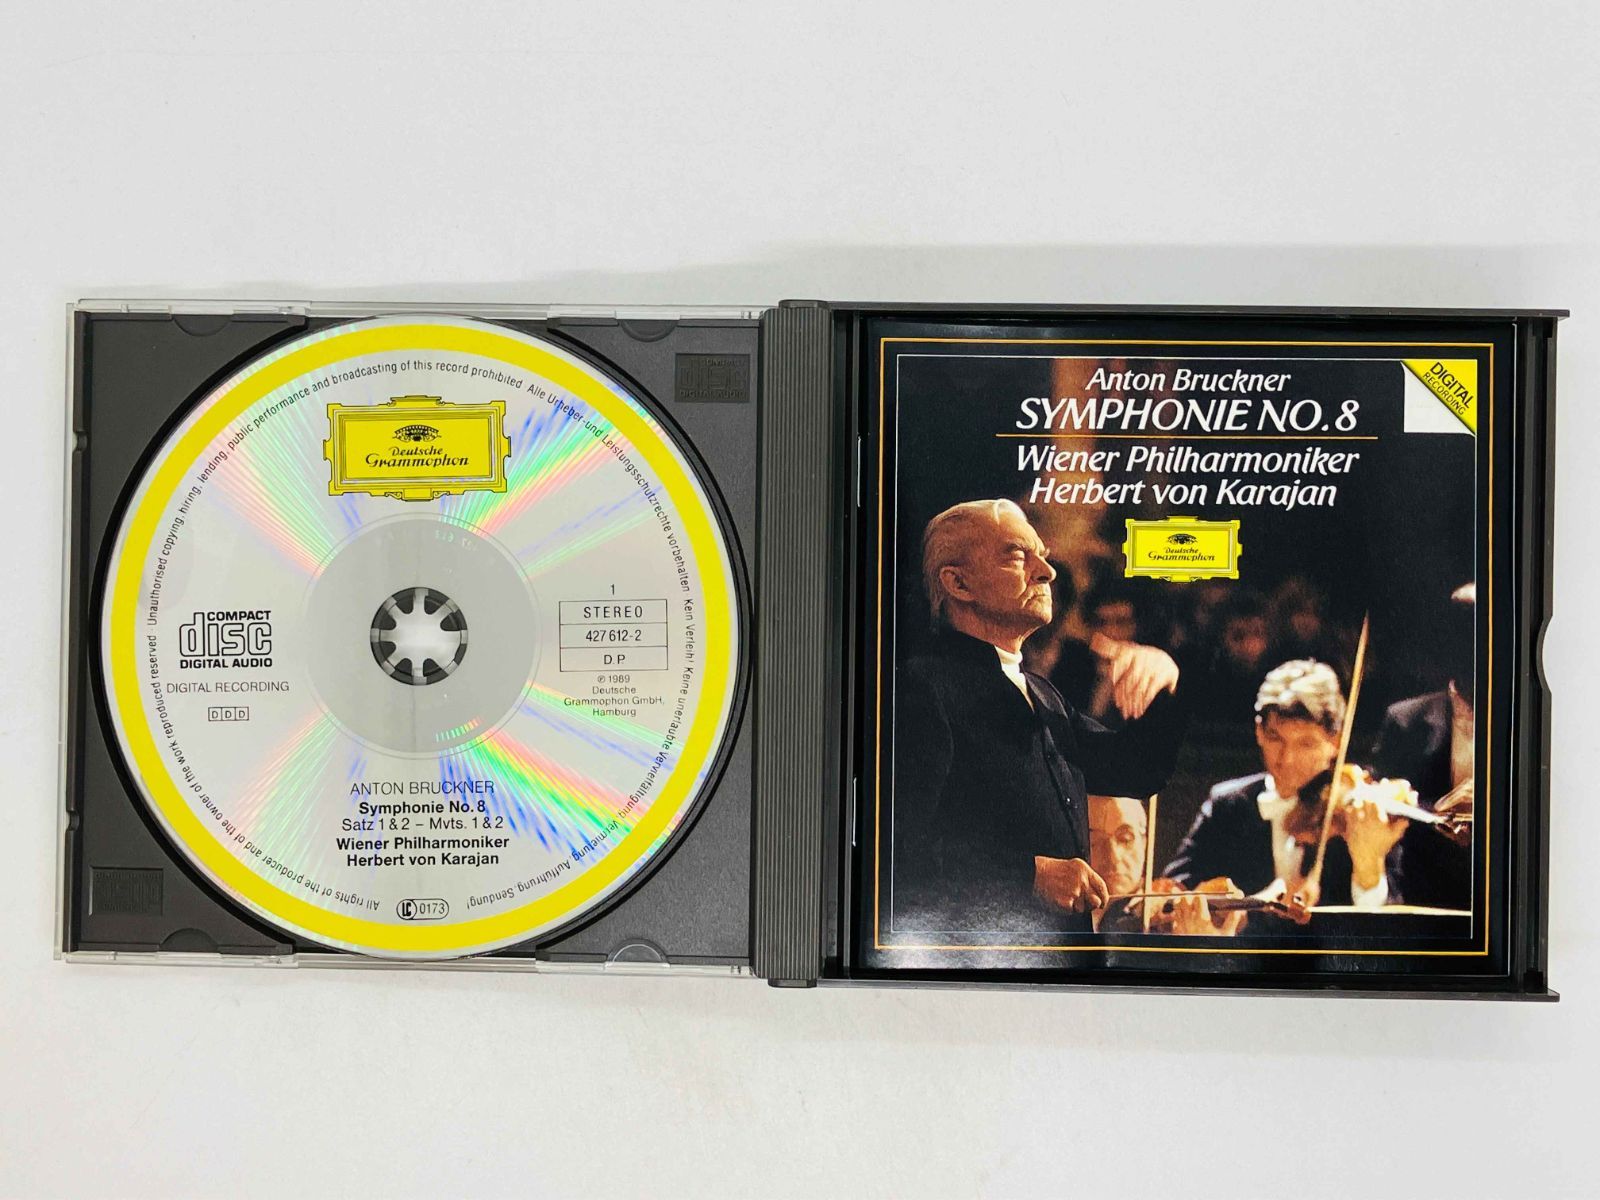 Unauthorised copying, hiring, lending, public performance and broadcasting of this record prohibited Alle Urheber- und Leistungsschutzrechte vorbehalten Kein Verleih! Keine unerlaubte Vervielfältigung, Vermietung, Aufführung, Sendung!
All rights of the producer and of the owner of the work reproduced reserved
Deutsche
Grammophon
COMPACT
disc
DIGITAL AUDIO
DIGITAL RECORDING
DDD
1
STEREO
427 612-2
D.P.
℗ 1989
Deutsche
Grammophon GmbH,
Hamburg
ANTON BRUCKNER
Symphonie No. 8
Satz 1 & 2 – Mvts. 1 & 2
Wiener Philharmoniker
Herbert von Karajan
LC 0173
disc
DIGITAL AUDIO
DIGITAL
RECORDING
Anton Bruckner
SYMPHONIE NO. 8
Wiener Philharmoniker
Herbert von Karajan
Deutsche
Grammophon